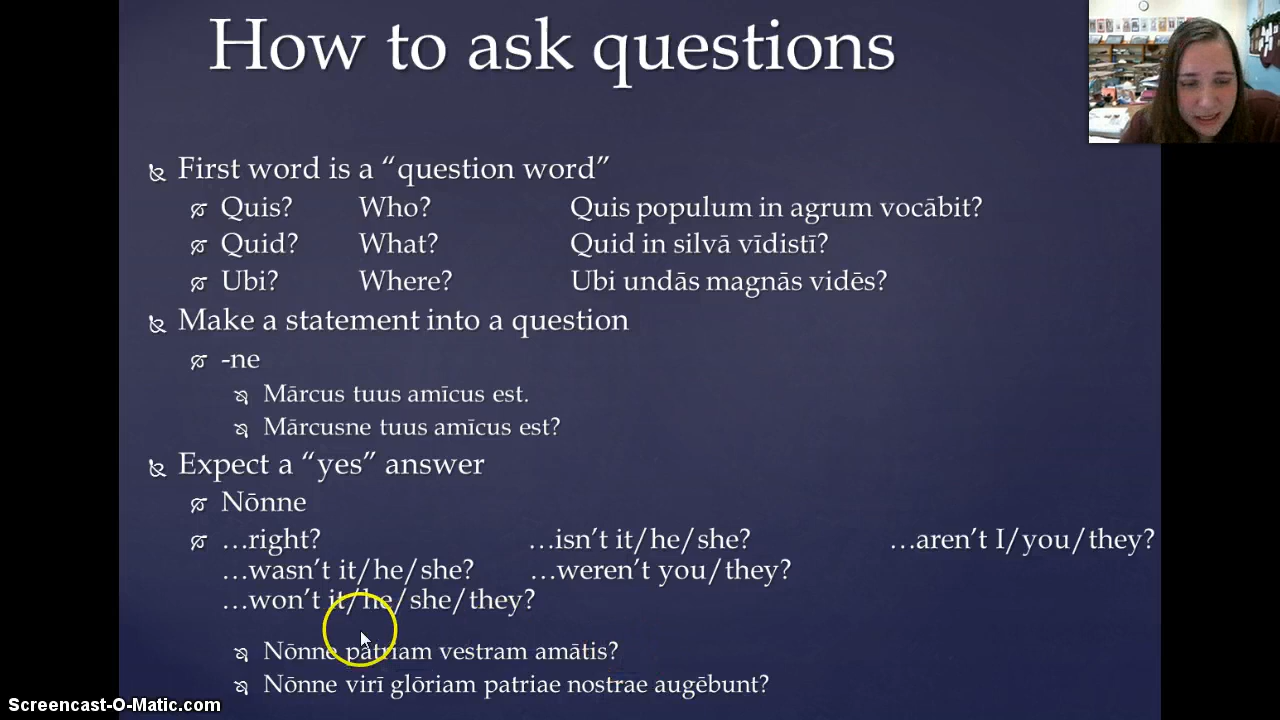 How to ask questions
First word is a “question word”
Quis? Who? Quis populum in agrum vocābit?
Quid? What? Quid in silvā vīdistī?
Ubi? Where? Ubi undās magnās vidēs?
Make a statement into a question
-ne
Mārcus tuus amīcus est.
Mārcusne tuus amīcus est?
Expect a “yes” answer
Nōnne
…right? …isn’t it/he/she? …aren’t I/you/they?
…wasn’t it/he/she? …weren’t you/they?
…won’t it/he/she/they?
Nōnne patriam vestram amātis?
Nōnne virī glōriam patriae nostrae augēbunt?
Screencast-O-Matic.com